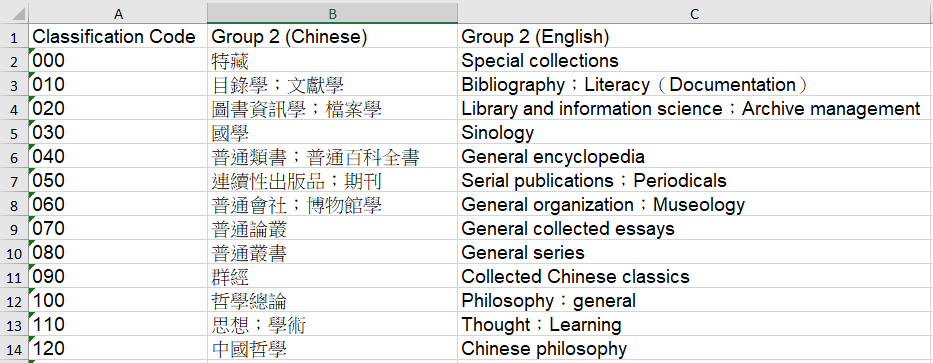 A B C
1 Classification Code Group 2 (Chinese) Group 2 (English)
2 000 特藏 Special collections
3 010 目錄學；文獻學 Bibliography；Literacy（Documentation）
4 020 圖書資訊學；檔案學 Library and information science；Archive management
5 030 國學 Sinology
6 040 普通類書；普通百科全書 General encyclopedia
7 050 連續性出版品；期刊 Serial publications；Periodicals
8 060 普通會社；博物館學 General organization；Museology
9 070 普通論叢 General collected essays
10 080 普通叢書 General series
11 090 群經 Collected Chinese classics
12 100 哲學總論 Philosophy：general
13 110 思想；學術 Thought；Learning
14 120 中國哲學 Chinese philosophy